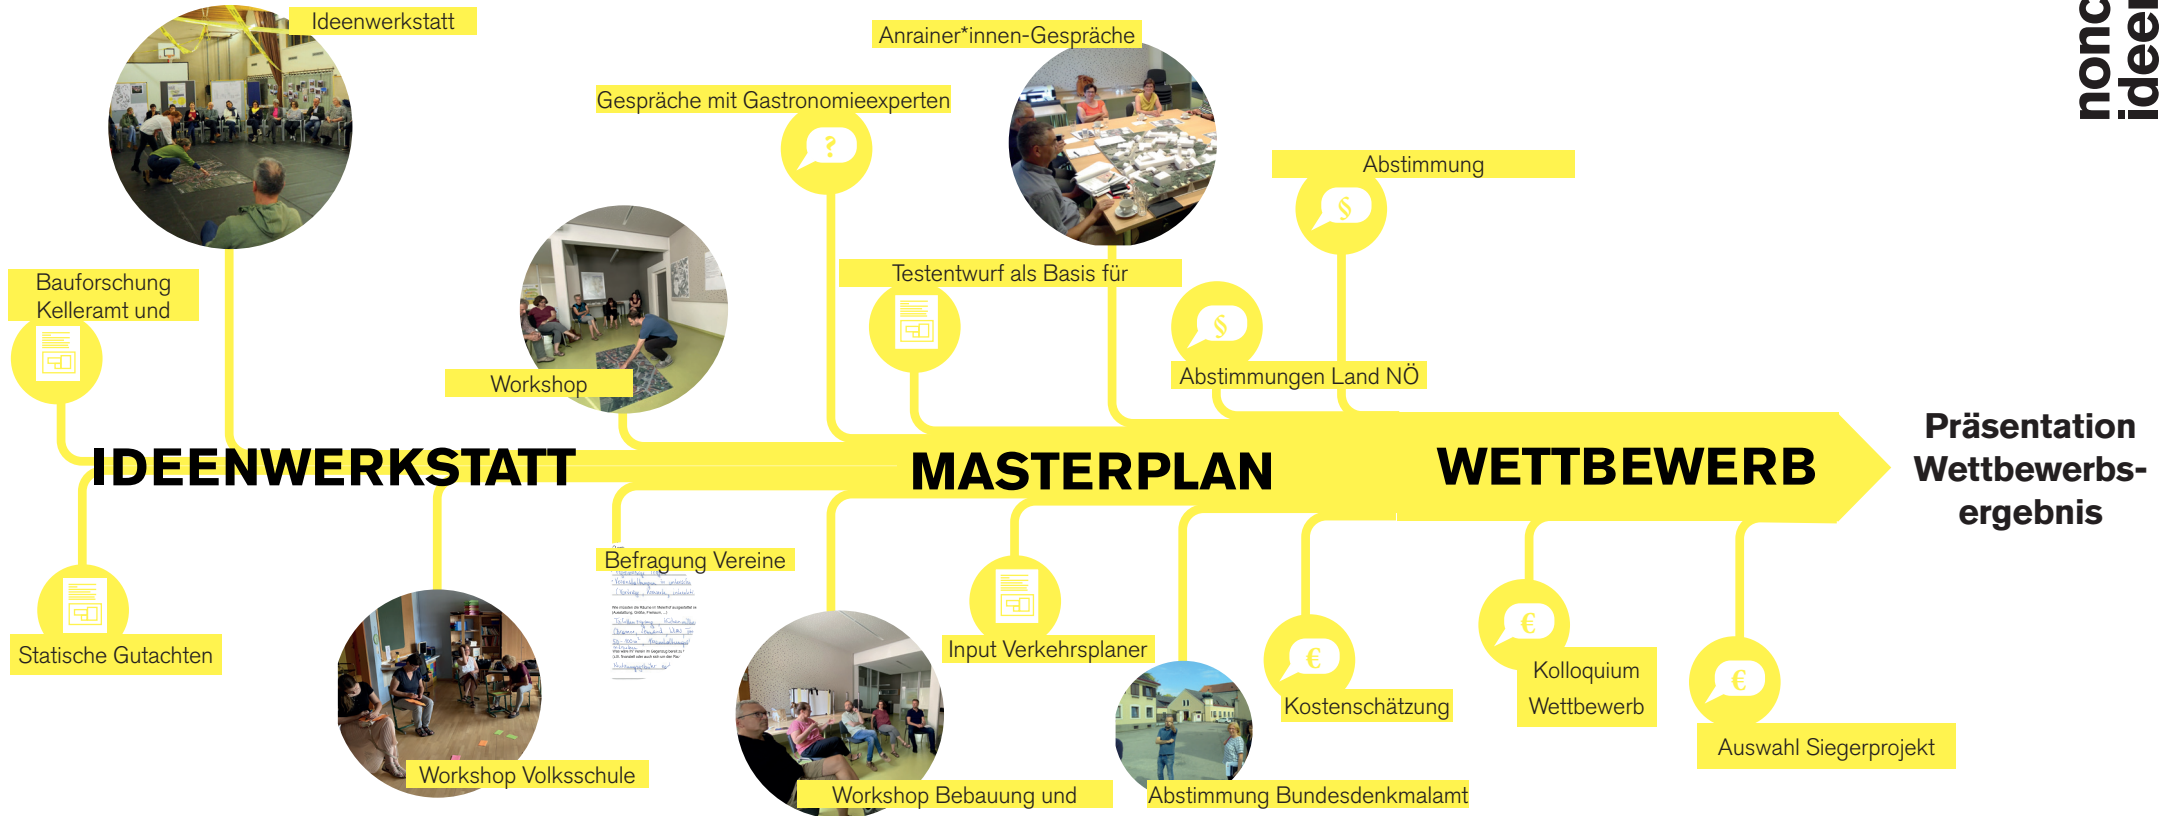 Ideenwerkstatt
Anrainer*innen-Gespräche
nonc
ideen
Gespräche mit Gastronomieexperten
?
Abstimmung
§
Bauforschung
Kelleramt und
Testentwurf als Basis für
§
Workshop
Abstimmungen Land NÖ
IDEENWERKSTATT
MASTERPLAN
WETTBEWERB
Präsentation
Wettbewerbs-
ergebnis
Befragung Vereine
Statische Gutachten
Input Verkehrsplaner
€
Kostenschätzung
€
Kolloquium
Wettbewerb
€
Auswahl Siegerprojekt
Workshop Volksschule
Workshop Bebauung und
Abstimmung Bundesdenkmalamt